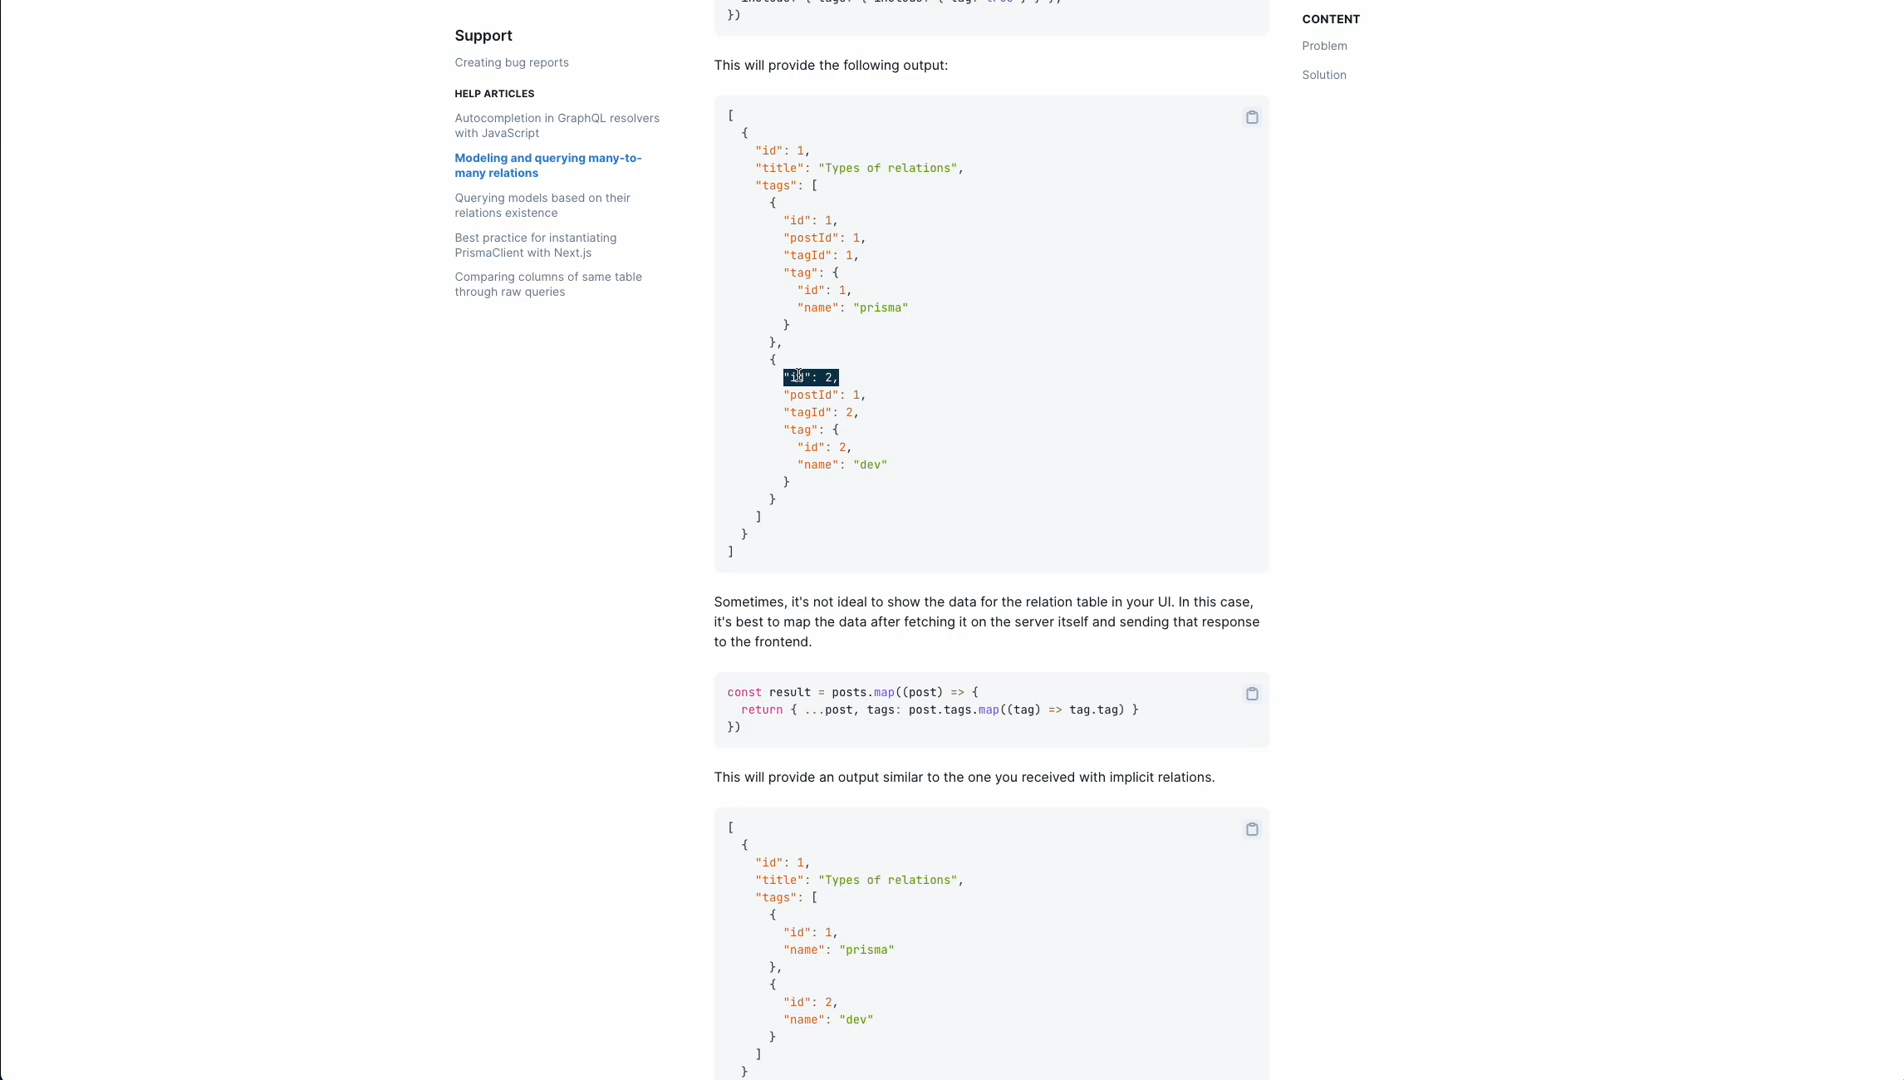 Support
Creating bug reports
HELP ARTICLES
Autocompletion in GraphQL resolvers
with JavaScript
Modeling and querying many-to-
many relations
Querying models based on their
relations existence
Best practice for instantiating
PrismaClient with Next.js
Comparing columns of same table
through raw queries
})
This will provide the following output:
[
  {
    "id": 1,
    "title": "Types of relations",
    "tags": [
      {
        "id": 1,
        "postId": 1,
        "tagId": 1,
        "tag": {
          "id": 1,
          "name": "prisma"
        }
      },
      {
        "id": 2,
        "postId": 1,
        "tagId": 2,
        "tag": {
          "id": 2,
          "name": "dev"
        }
      }
    ]
  }
]
Sometimes, it's not ideal to show the data for the relation table in your UI. In this case,
it's best to map the data after fetching it on the server itself and sending that response
to the frontend.
const result = posts.map((post) => {
  return { ...post, tags: post.tags.map((tag) => tag.tag) }
})
This will provide an output similar to the one you received with implicit relations.
[
  {
    "id": 1,
    "title": "Types of relations",
    "tags": [
      {
        "id": 1,
        "name": "prisma"
      },
      {
        "id": 2,
        "name": "dev"
      }
    ]
  }
CONTENT
Problem
Solution